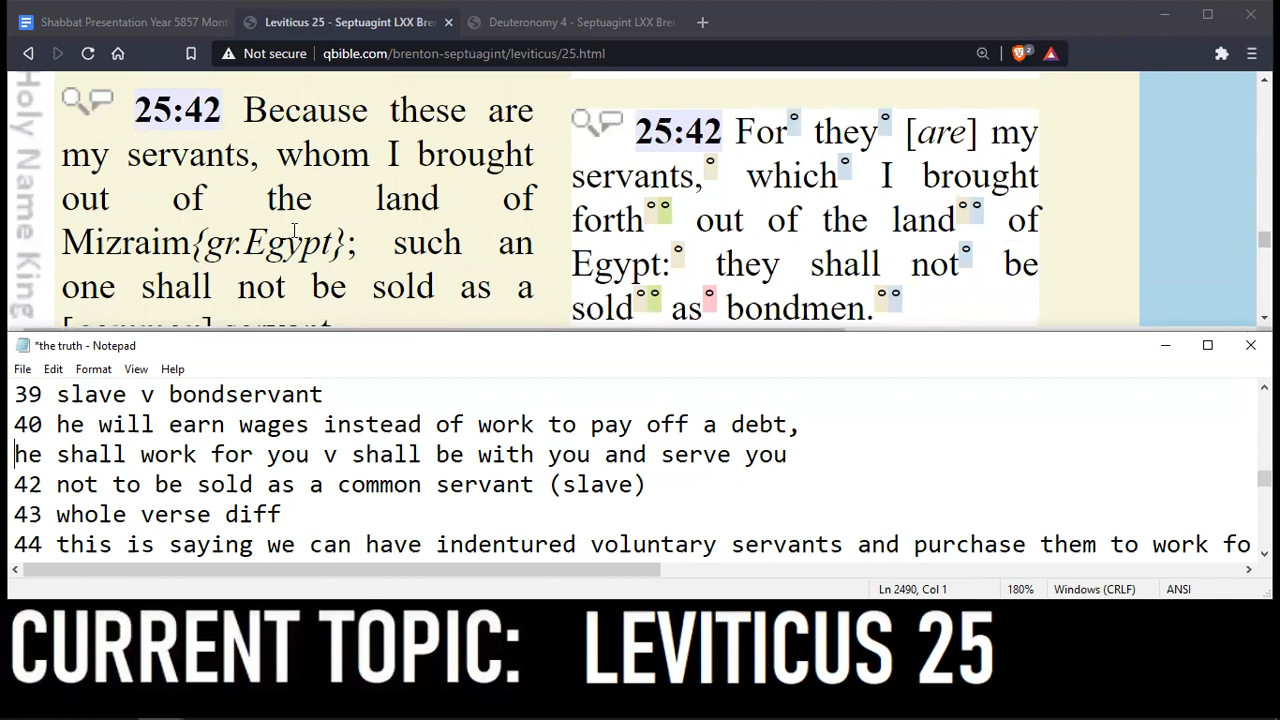 Shabbat Presentation Year 5857 Mont
Leviticus 25 - Septuagint LXX Bre
Deuteronomy 4 - Septuagint LXX Bren
Not secure
qbible.com/brenton-septuagint/leviticus/25.html
2
Holy Name King
25:42 Because these are
my servants, whom I brought
out of the land of
Mizraim{gr.Egypt}; such an
one shall not be sold as a
[common] servant.
25:42 For° they° [are] my
servants,° which° I brought
forth°° out of the land°° of
Egypt:° they shall not° be
sold°° as° bondmen.°°
*the truth - Notepad
File Edit Format View Help
39 slave v bondservant
40 he will earn wages instead of work to pay off a debt,
he shall work for you v shall be with you and serve you
42 not to be sold as a common servant (slave)
43 whole verse diff
44 this is saying we can have indentured voluntary servants and purchase them to work fo
Ln 2490, Col 1 180% Windows (CRLF) ANSI
CURRENT TOPIC: LEVITICUS 25